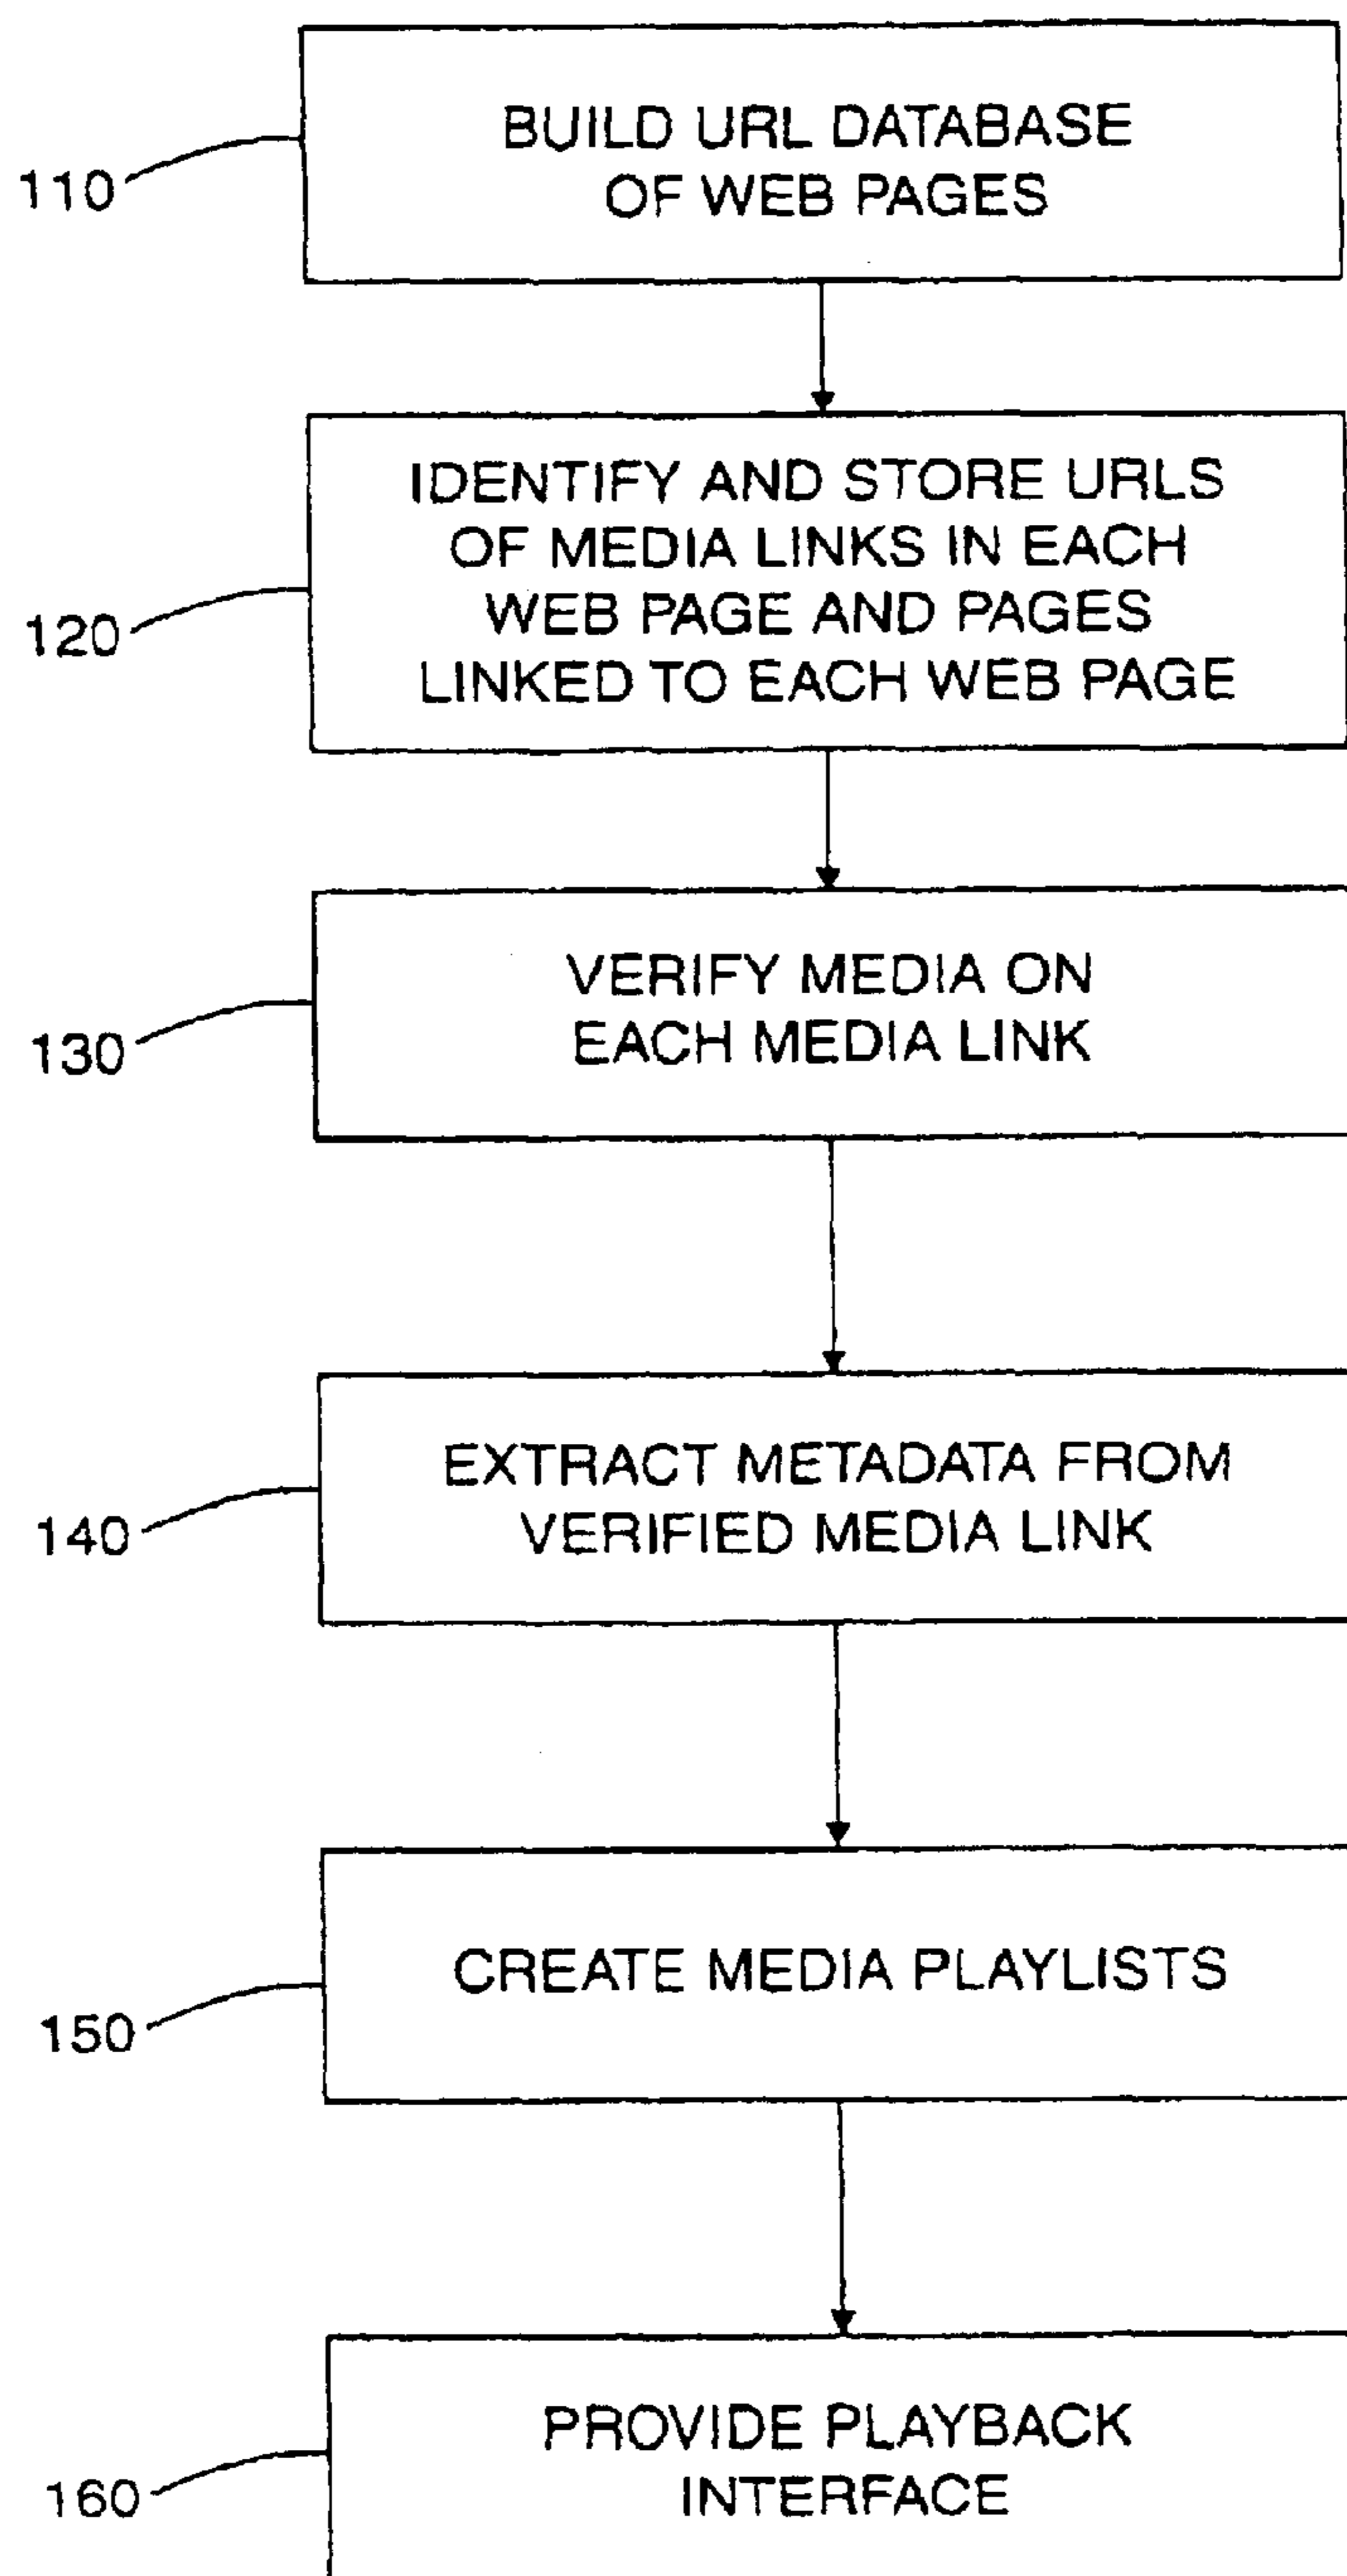 BUILD URL DATABASE
OF WEB PAGES
110
IDENTIFY AND STORE URLS
OF MEDIA LINKS IN EACH
WEB PAGE AND PAGES
LINKED TO EACH WEB PAGE
120
VERIFY MEDIA ON
EACH MEDIA LINK
130
EXTRACT METADATA FROM
VERIFIED MEDIA LINK
140
CREATE MEDIA PLAYLISTS
150
PROVIDE PLAYBACK
INTERFACE
160